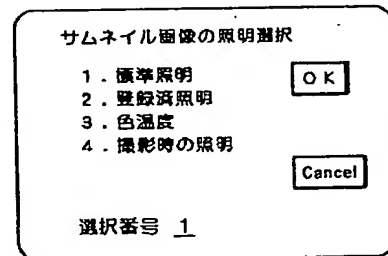 サムネイル画像の照明選択
1．標準照明
OK
2．登録済照明
3．色温度
4．撮影時の照明
Cancel
選択番号 1